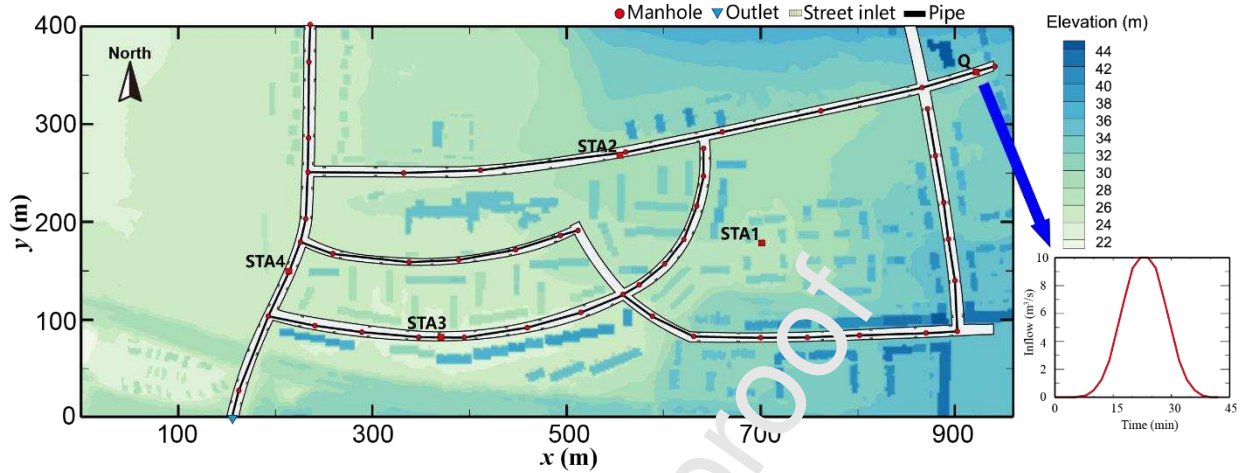 Manhole Outlet Street inlet Pipe
Elevation (m)
44
42
40
38
36
34
32
30
28
26
24
22
North
Q
STA2
STA1
STA4
STA3
400
300
200
100
0
y (m)
100 300 500 700 900
x (m)
proof
10
8
6
4
2
0
Inflow (m³/s)
0 15 30 45
Time (min)